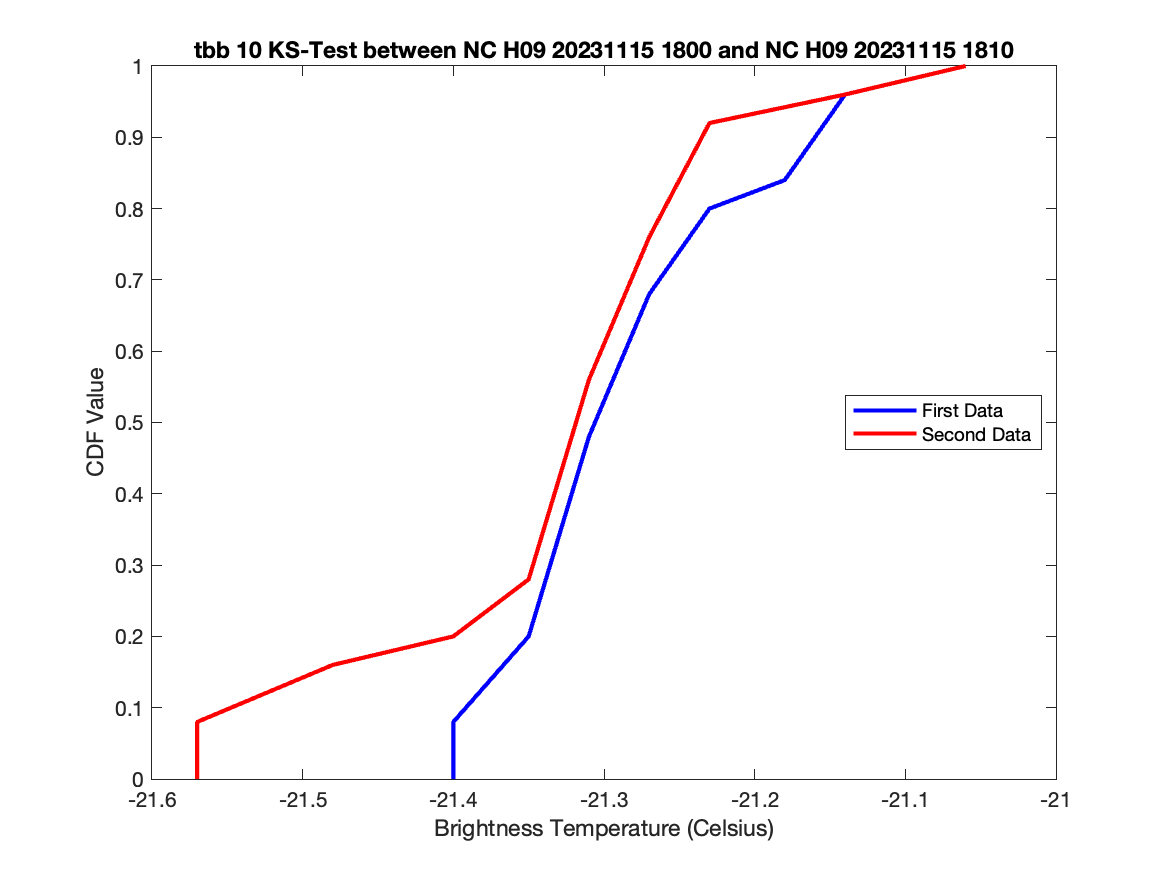 tbb 10 KS-Test between NC H09 20231115 1800 and NC H09 20231115 1810
1
0.9
0.8
0.7
0.6
0.5
0.4
0.3
0.2
0.1
0
CDF Value
First Data
Second Data
-21.6 -21.5 -21.4 -21.3 -21.2 -21.1 -21
Brightness Temperature (Celsius)